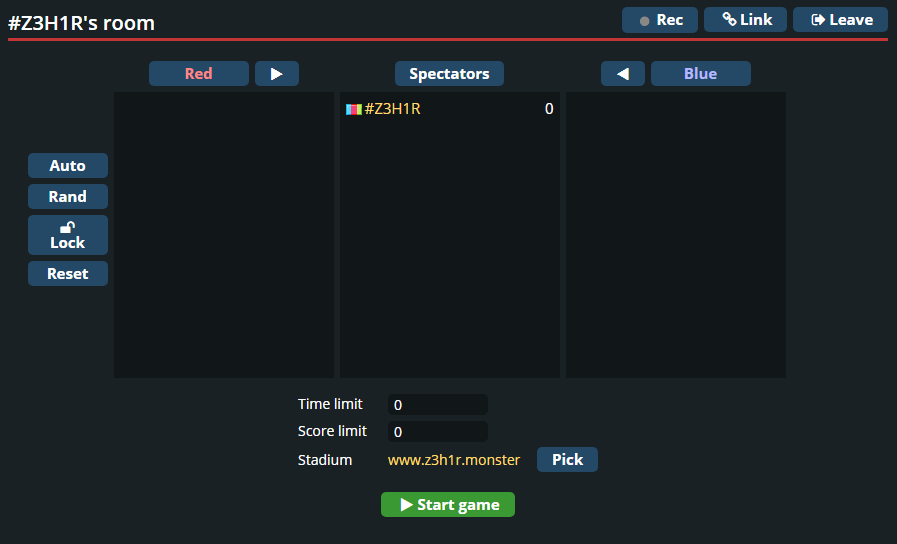 #Z3H1R's room
Rec Link Leave
Red Spectators Blue
#Z3H1R 0
Auto
Rand
Lock
Reset
Time limit 0
Score limit 0
Stadium www.z3h1r.monster Pick
Start game